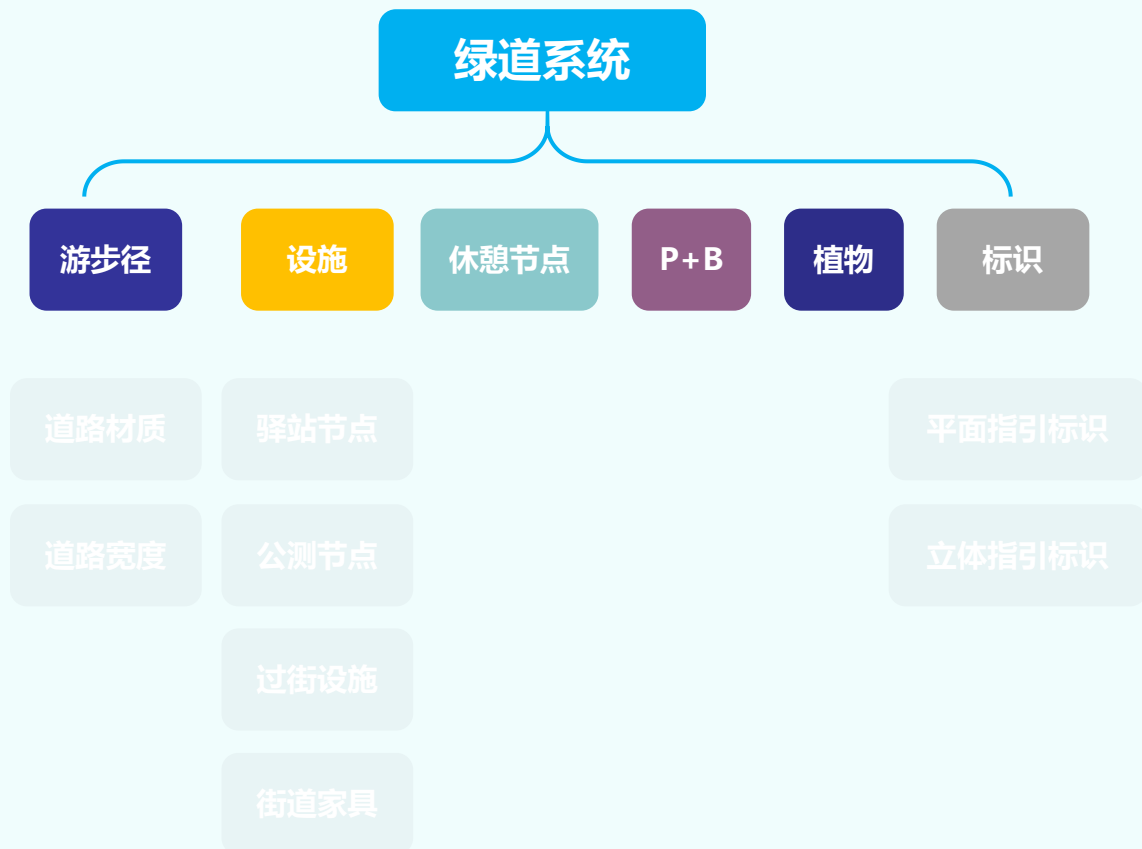 绿道系统
游步径
设施
休憩节点
P+B
植物
标识
道路材质
驿站节点
平面指引标识
道路宽度
公测节点
立体指引标识
过街设施
街道家具